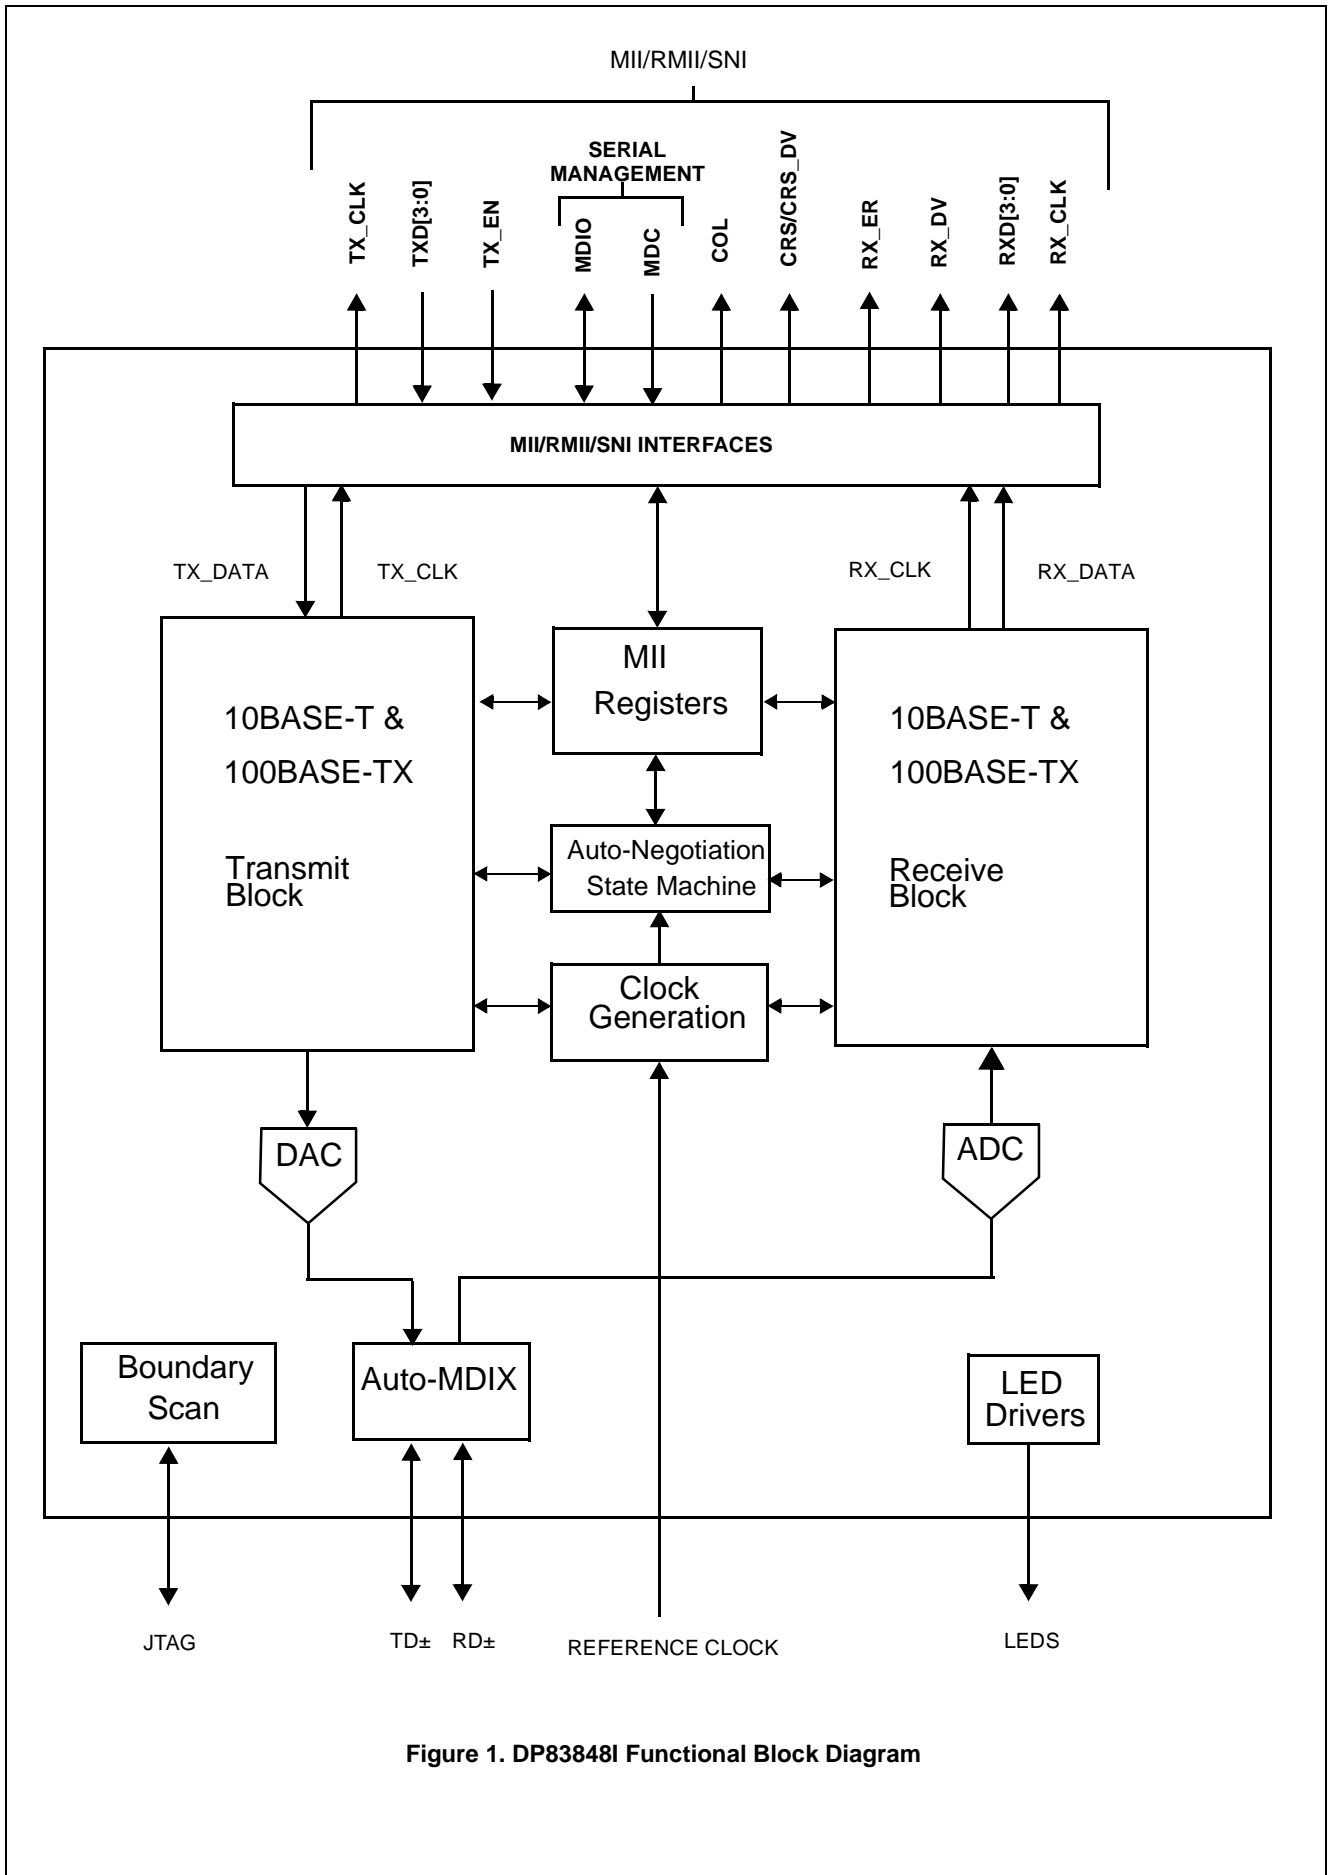 MII/RMII/SNI
SERIAL
MANAGEMENT
TX_CLK
TXD[3:0]
TX_EN
MDIO
MDC
COL
CRS/CRS_DV
RX_ER
RX_DV
RXD[3:0]
RX_CLK
MII/RMII/SNI INTERFACES
TX_DATA
TX_CLK
RX_CLK
RX_DATA
10BASE-T &
100BASE-TX
Transmit
Block
MII
Registers
Auto-Negotiation
State Machine
Clock
Generation
10BASE-T &
100BASE-TX
Receive
Block
DAC
ADC
Boundary
Scan
Auto-MDIX
LED
Drivers
JTAG
TD±
RD±
REFERENCE CLOCK
LEDS
Figure 1. DP83848I Functional Block Diagram